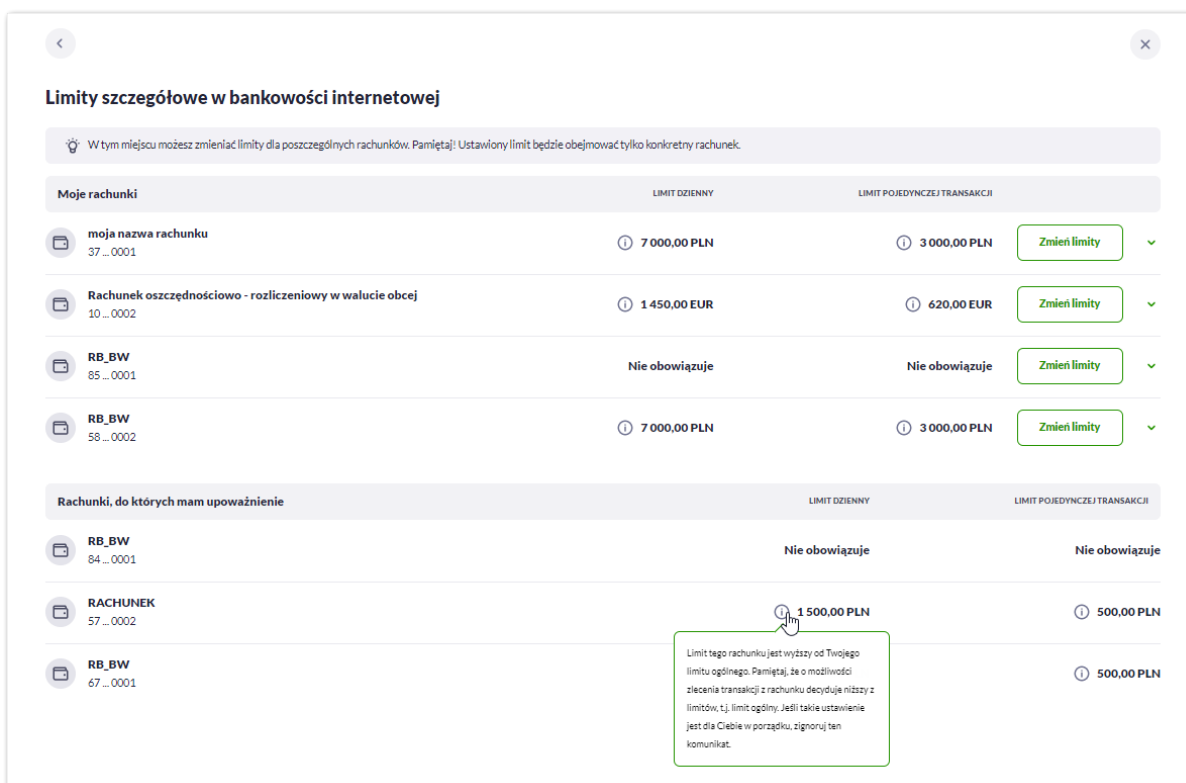 Limity szczegółowe w bankowości internetowej
W tym miejscu możesz zmieniać limity dla poszczególnych rachunków. Pamiętaj! Ustawiony limit będzie obejmować tylko konkretny rachunek.
Moje rachunki LIMIT DZIENNY LIMIT POJEDYNCZEJ TRANSAKCJI
moja nazwa rachunku
37 ... 0001
7 000,00 PLN 3 000,00 PLN Zmień limity
Rachunek oszczędnościowo - rozliczeniowy w walucie obcej
10 ... 0002
1 450,00 EUR 620,00 EUR Zmień limity
RB_BW
85 ... 0001
Nie obowiązuje Nie obowiązuje Zmień limity
RB_BW
58 ... 0002
7 000,00 PLN 3 000,00 PLN Zmień limity
Rachunki, do których mam upoważnienie LIMIT DZIENNY LIMIT POJEDYNCZEJ TRANSAKCJI
RB_BW
84 ... 0001
Nie obowiązuje Nie obowiązuje
RACHUNEK
57 ... 0002
1 500,00 PLN 500,00 PLN
Limit tego rachunku jest wyższy od Twojego
limitu ogólnego. Pamiętaj, że o możliwości
zlecenia transakcji z rachunku decyduje niższy z
limitów, t.j. limit ogólny. Jeśli takie ustawienie
jest dla Ciebie w porządku, zignoruj ten
komunikat.
RB_BW
67 ... 0001
500,00 PLN